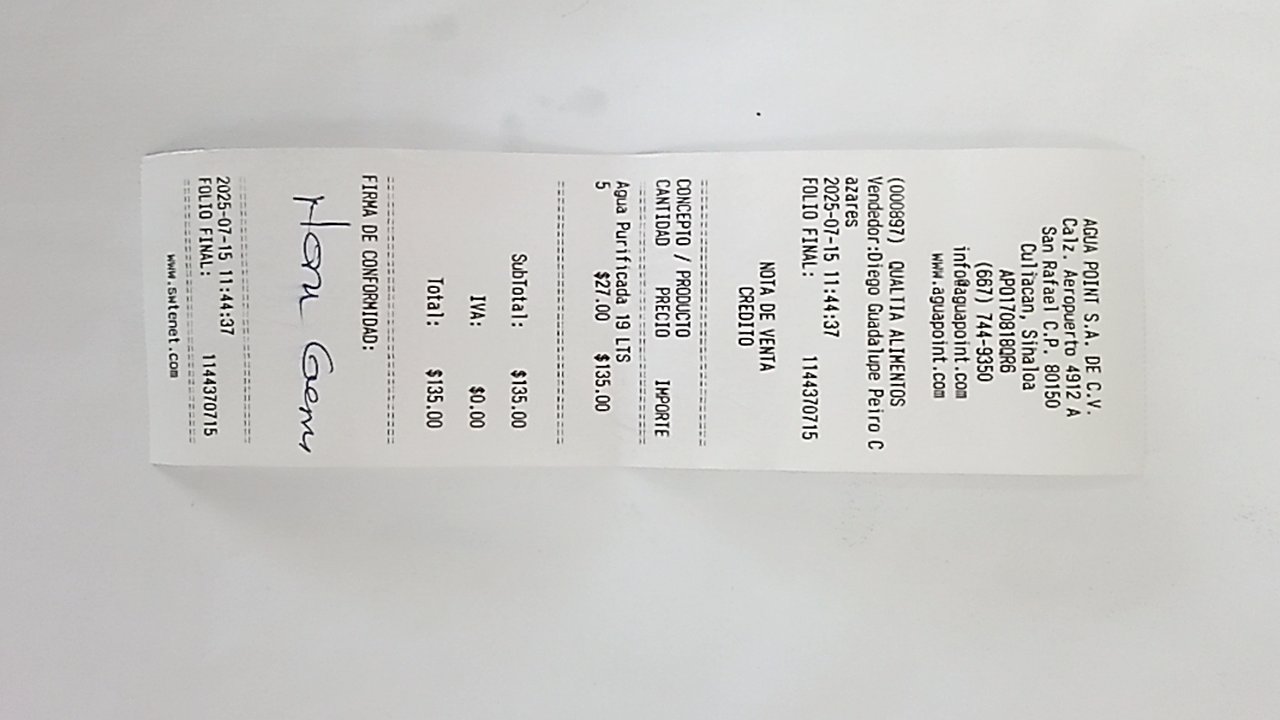 AGUA POINT S.A. DE C.V.
Calz. Aeropuerto 4912 A
San Rafael C.P. 80150
Culiacan, Sinaloa
APO170818QR6
(667) 744-9350
info@aguapoint.com
www.aguapoint.com
(000897) QUALTIA ALIMENTOS
Vendedor:Diego Guadalupe Peiro C
azares
2025-07-15 11:44:37
FOLIO FINAL: 1144370715
NOTA DE VENTA
CREDITO
CONCEPTO / PRODUCTO
CANTIDAD PRECIO IMPORTE
Agua Purificada 19 LTS
5 $27.00 $135.00
SubTotal: $135.00
IVA: $0.00
Total: $135.00
FIRMA DE CONFORMIDAD:
2025-07-15 11:44:37
FOLIO FINAL: 1144370715
www.swtenet.com